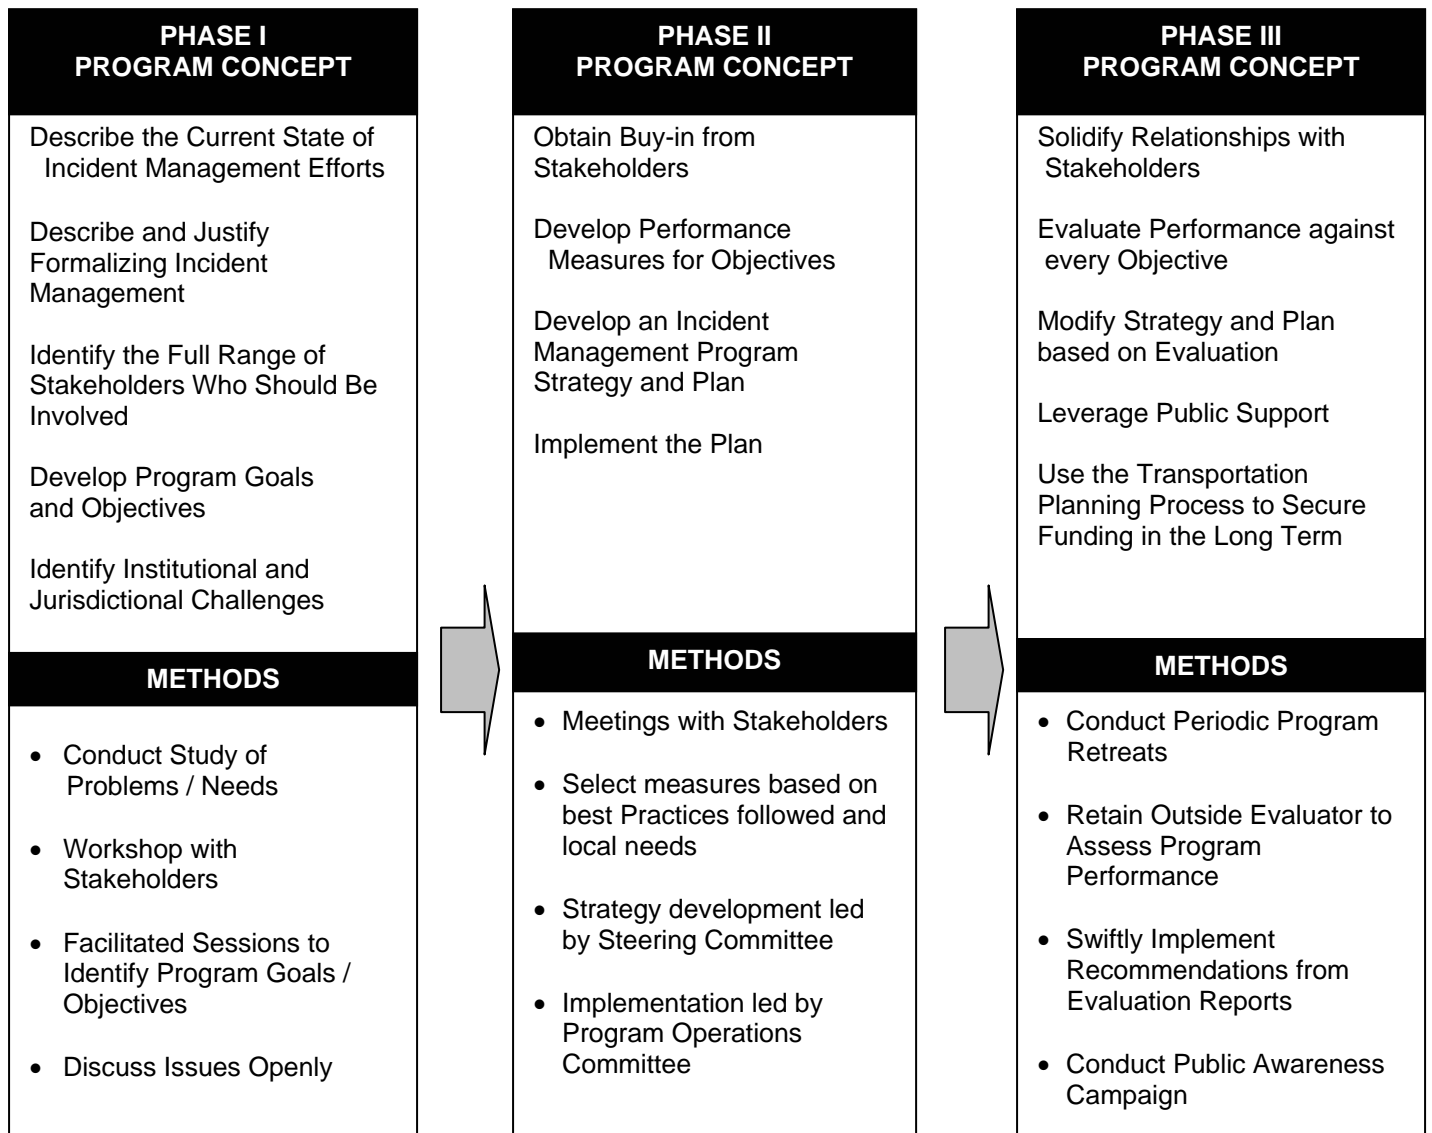 PHASE I
PROGRAM CONCEPT
Describe the Current State of
Incident Management Efforts
Describe and Justify
Formalizing Incident
Management
Identify the Full Range of
Stakeholders Who Should Be
Involved
Develop Program Goals
and Objectives
Identify Institutional and
Jurisdictional Challenges
METHODS
• Conduct Study of
Problems / Needs
• Workshop with
Stakeholders
• Facilitated Sessions to
Identify Program Goals /
Objectives
• Discuss Issues Openly
PHASE II
PROGRAM CONCEPT
Obtain Buy-in from
Stakeholders
Develop Performance
Measures for Objectives
Develop an Incident
Management Program
Strategy and Plan
Implement the Plan
METHODS
• Meetings with Stakeholders
• Select measures based on
best Practices followed and
local needs
• Strategy development led
by Steering Committee
• Implementation led by
Program Operations
Committee
PHASE III
PROGRAM CONCEPT
Solidify Relationships with
Stakeholders
Evaluate Performance against
every Objective
Modify Strategy and Plan
based on Evaluation
Leverage Public Support
Use the Transportation
Planning Process to Secure
Funding in the Long Term
METHODS
• Conduct Periodic Program
Retreats
• Retain Outside Evaluator to
Assess Program
Performance
• Swiftly Implement
Recommendations from
Evaluation Reports
• Conduct Public Awareness
Campaign